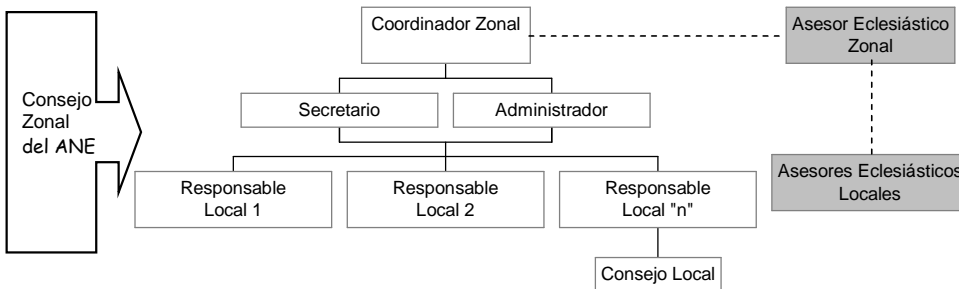 Coordinador Zonal
Asesor Eclesiástico
Zonal
Consejo
Zonal
del ANE
Secretario
Administrador
Responsable
Local 1
Responsable
Local 2
Responsable
Local "n"
Asesores Eclesiásticos
Locales
Consejo Local